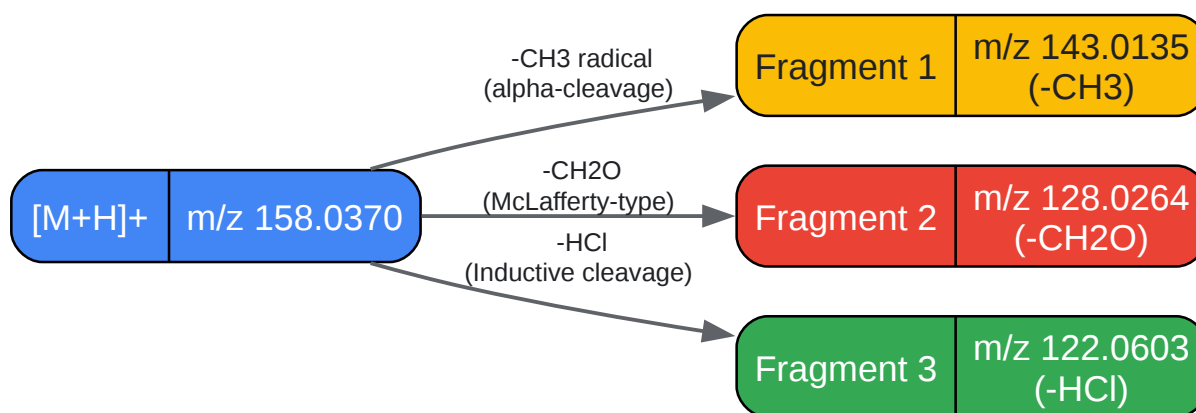 -CH3 radical
(alpha-cleavage)
Fragment 1
m/z 143.0135
(-CH3)
[M+H]+
m/z 158.0370
-CH2O
(McLafferty-type)
Fragment 2
m/z 128.0264
(-CH2O)
-HCl
(Inductive cleavage)
Fragment 3
m/z 122.0603
(-HCl)